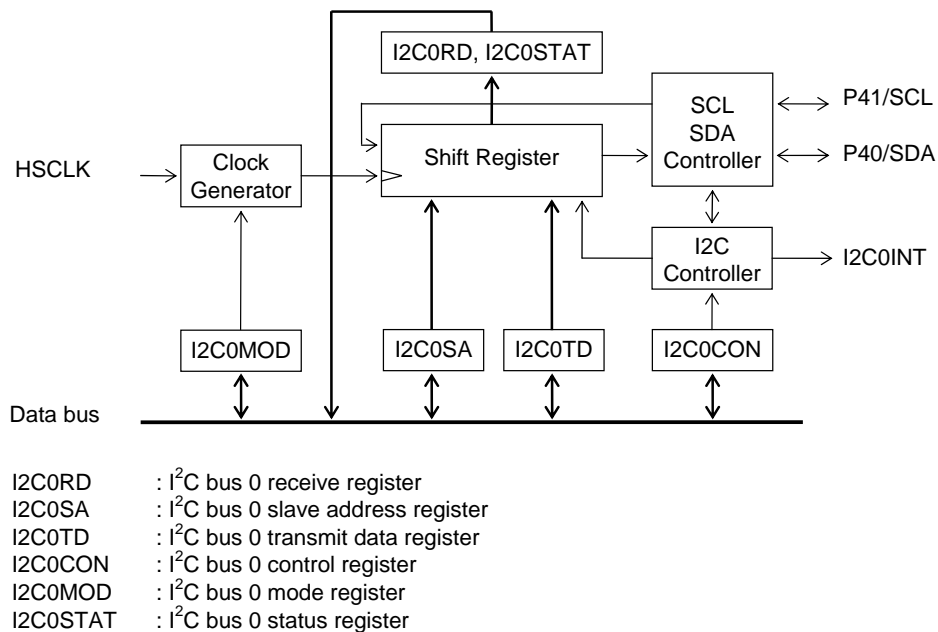 I2C0RD, I2C0STAT
SCL
SDA
Controller
P41/SCL
P40/SDA
HSCLK
Clock
Generator
Shift Register
I2C
Controller
I2C0INT
I2C0MOD
I2C0SA
I2C0TD
I2C0CON
Data bus
I2C0RD : I²C bus 0 receive register
I2C0SA : I²C bus 0 slave address register
I2C0TD : I²C bus 0 transmit data register
I2C0CON : I²C bus 0 control register
I2C0MOD : I²C bus 0 mode register
I2C0STAT : I²C bus 0 status register